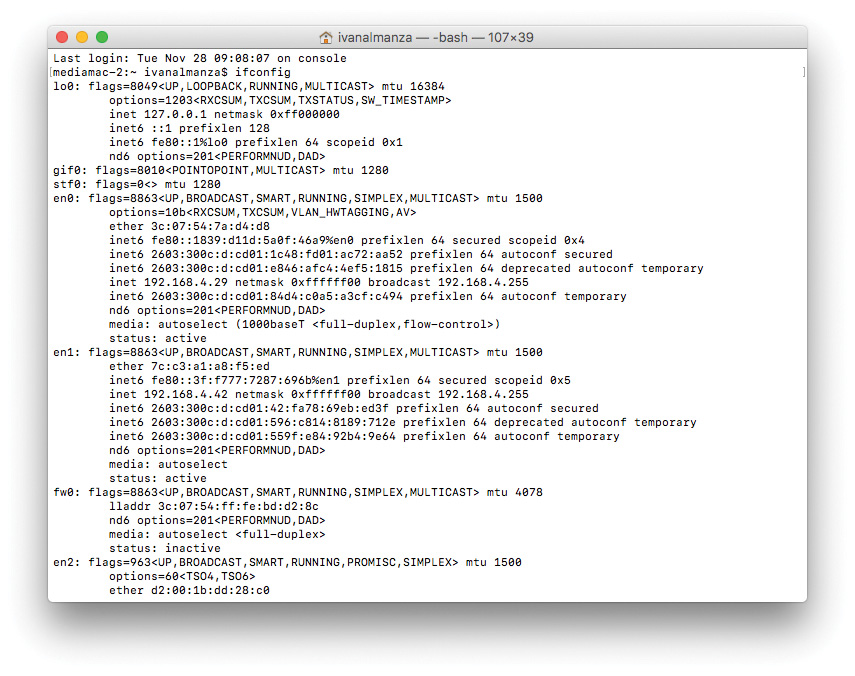 ivanalmanza — -bash — 107×39
Last login: Tue Nov 28 09:08:07 on console
[mediamac-2:~ ivanalmanza$ ifconfig ]
lo0: flags=8049<UP,LOOPBACK,RUNNING,MULTICAST> mtu 16384
options=1203<RXCSUM,TXCSUM,TXSTATUS,SW_TIMESTAMP>
inet 127.0.0.1 netmask 0xff000000
inet6 ::1 prefixlen 128
inet6 fe80::1%lo0 prefixlen 64 scopeid 0x1
nd6 options=201<PERFORMNUD,DAD>
gif0: flags=8010<POINTOPOINT,MULTICAST> mtu 1280
stf0: flags=0<> mtu 1280
en0: flags=8863<UP,BROADCAST,SMART,RUNNING,SIMPLEX,MULTICAST> mtu 1500
options=10b<RXCSUM,TXCSUM,VLAN_HWTAGGING,AV>
ether 3c:07:54:7a:d4:d8
inet6 fe80::1839:d11d:5a0f:46a9%en0 prefixlen 64 secured scopeid 0x4
inet6 2603:300c:d:cd01:1c48:fd01:ac72:aa52 prefixlen 64 autoconf secured
inet6 2603:300c:d:cd01:e846:afc4:4ef5:1815 prefixlen 64 deprecated autoconf temporary
inet 192.168.4.29 netmask 0xffffff00 broadcast 192.168.4.255
inet6 2603:300c:d:cd01:84d4:c0a5:a3cf:c494 prefixlen 64 autoconf temporary
nd6 options=201<PERFORMNUD,DAD>
media: autoselect (1000baseT <full-duplex,flow-control>)
status: active
en1: flags=8863<UP,BROADCAST,SMART,RUNNING,SIMPLEX,MULTICAST> mtu 1500
ether 7c:c3:a1:a8:f5:ed
inet6 fe80::3f:f777:7287:696b%en1 prefixlen 64 secured scopeid 0x5
inet 192.168.4.42 netmask 0xffffff00 broadcast 192.168.4.255
inet6 2603:300c:d:cd01:42:fa78:69eb:ed3f prefixlen 64 autoconf secured
inet6 2603:300c:d:cd01:596:c814:8189:712e prefixlen 64 deprecated autoconf temporary
inet6 2603:300c:d:cd01:559f:e84:92b4:9e64 prefixlen 64 autoconf temporary
nd6 options=201<PERFORMNUD,DAD>
media: autoselect
status: active
fw0: flags=8863<UP,BROADCAST,SMART,RUNNING,SIMPLEX,MULTICAST> mtu 4078
lladdr 3c:07:54:ff:fe:bd:d2:8c
nd6 options=201<PERFORMNUD,DAD>
media: autoselect <full-duplex>
status: inactive
en2: flags=963<UP,BROADCAST,SMART,RUNNING,PROMISC,SIMPLEX> mtu 1500
options=60<TSO4,TSO6>
ether d2:00:1b:dd:28:c0